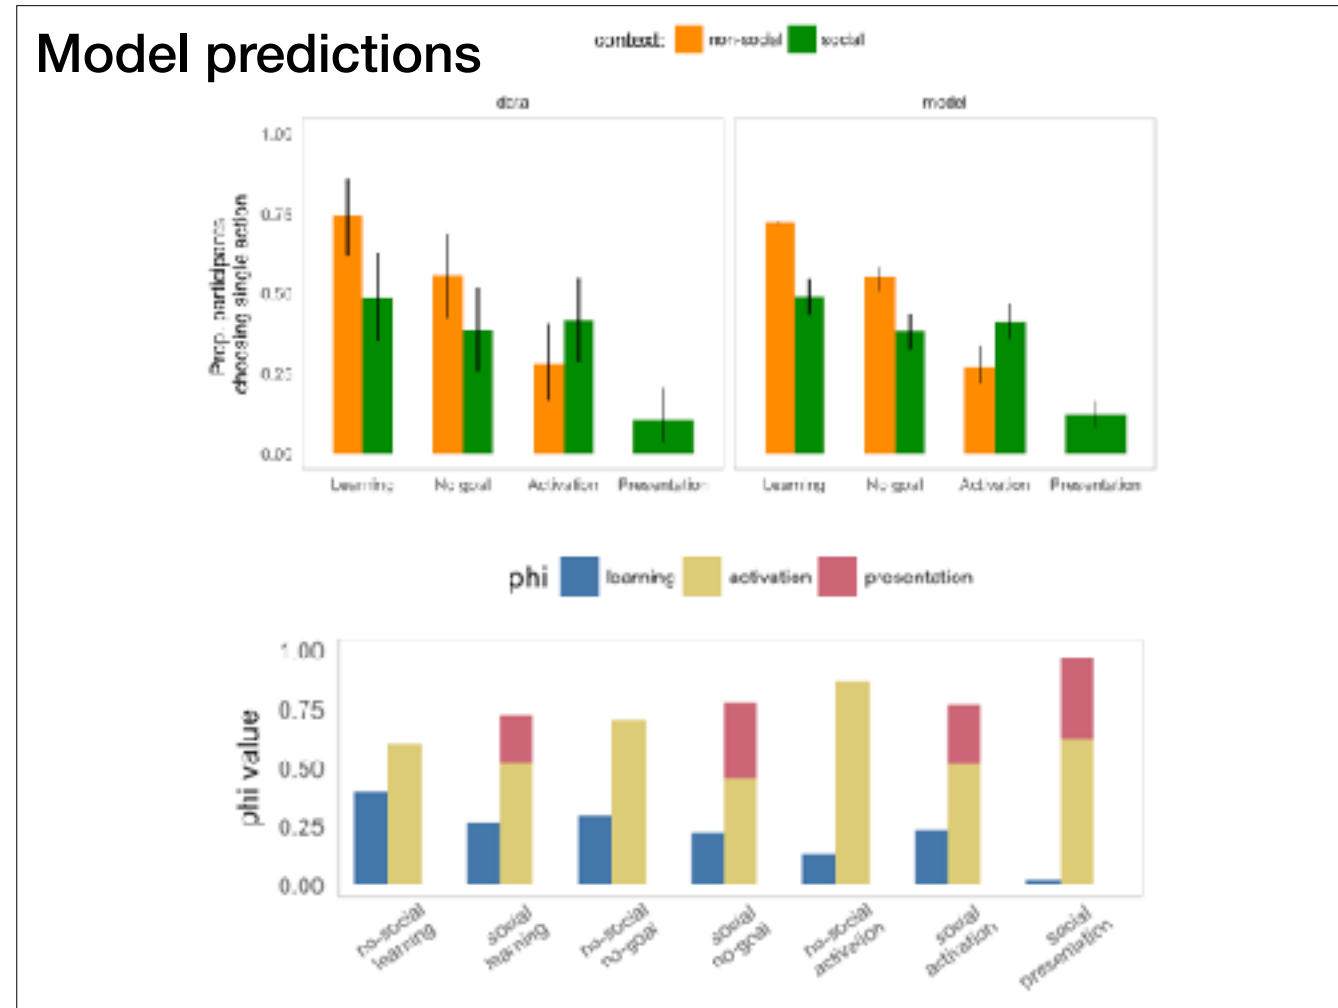 Model predictions
context: non-social social
data
model
Prop. participants
choosing single action
1.00
0.75
0.50
0.25
0.00
Learning No goal Activation Presentation
Learning No goal Activation Presentation
phi learning activation presentation
phi value
1.00
0.75
0.50
0.25
0.00
no-social
learning
social
learning
no-social
no-goal
social
no-goal
no-social
activation
social
activation
social
presentation